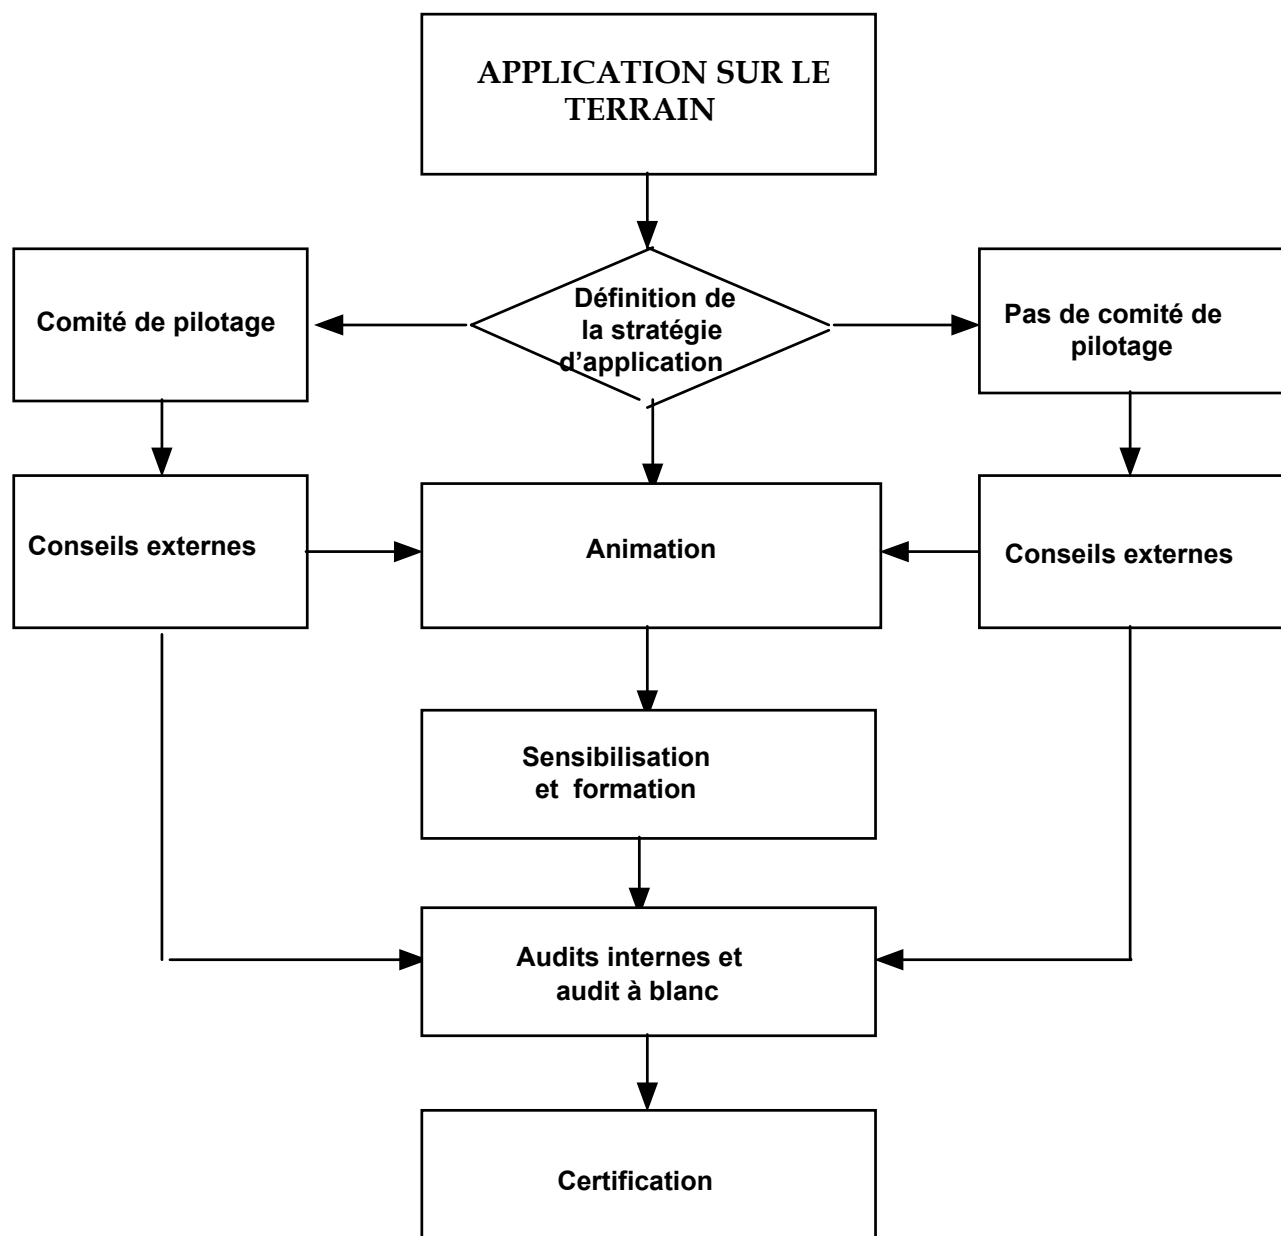 APPLICATION SUR LE
TERRAIN
Comité de pilotage
Définition de
la stratégie
d’application
Pas de comité de
pilotage
Conseils externes
Animation
Conseils externes
Sensibilisation
et formation
Audits internes et
audit à blanc
Certification